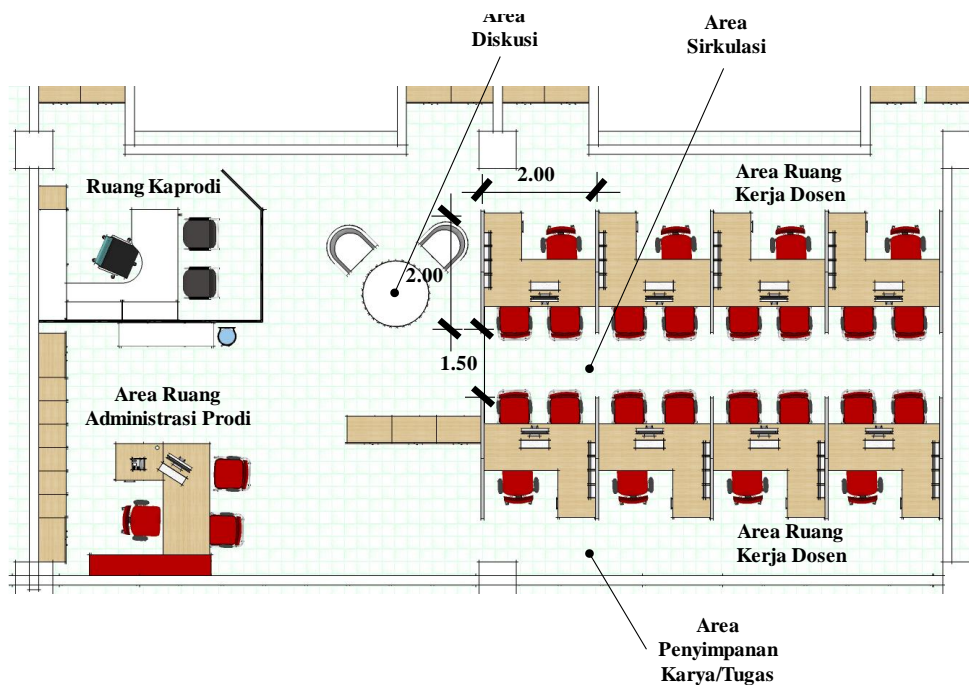 Area
Diskusi
Area
Sirkulasi
Ruang Kaprodi
2.00
Area Ruang
Kerja Dosen
2.00
1.50
Area Ruang
Administrasi Prodi
Area Ruang
Kerja Dosen
Area
Penyimpanan
Karya/Tugas